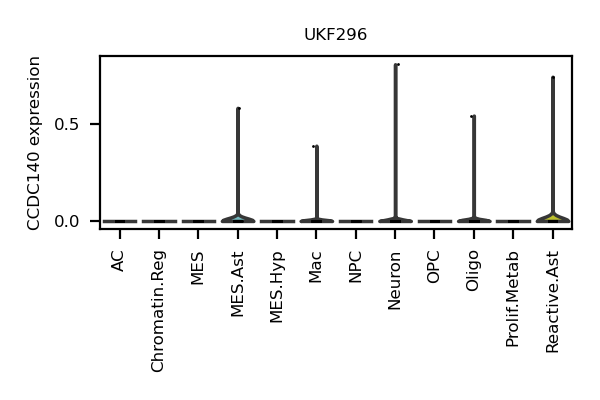 UKF296
CCDC140 expression
0.5
0.0
AC
Chromatin.Reg
MES
MES.Ast
MES.Hyp
Mac
NPC
Neuron
OPC
Oligo
Prolif.Metab
Reactive.Ast